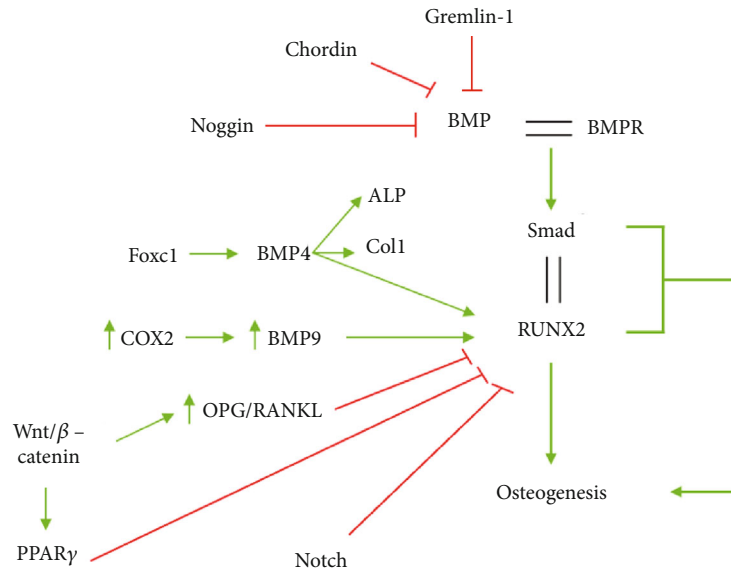 Gremlin-1
Chordin
Noggin
BMP
BMPR
ALP
Smad
Foxc1
BMP4
Col1
COX2
BMP9
RUNX2
OPG/RANKL
Wnt/β –
catenin
Osteogenesis
PPARγ
Notch